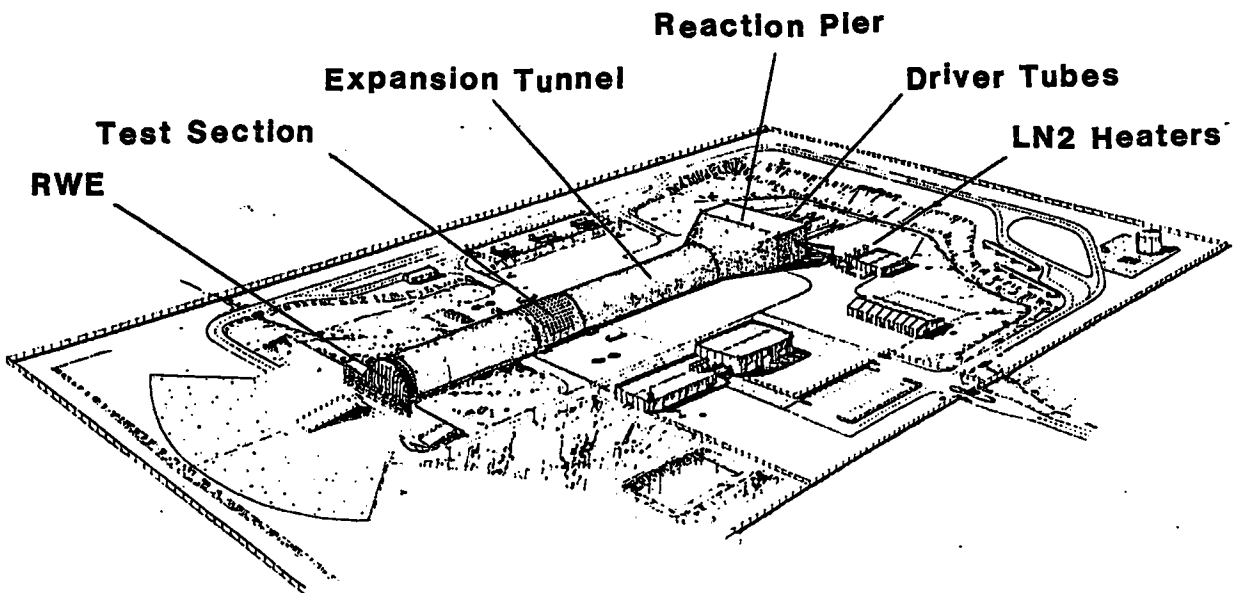 Reaction Pier
Expansion Tunnel
Driver Tubes
Test Section
LN2 Heaters
RWE